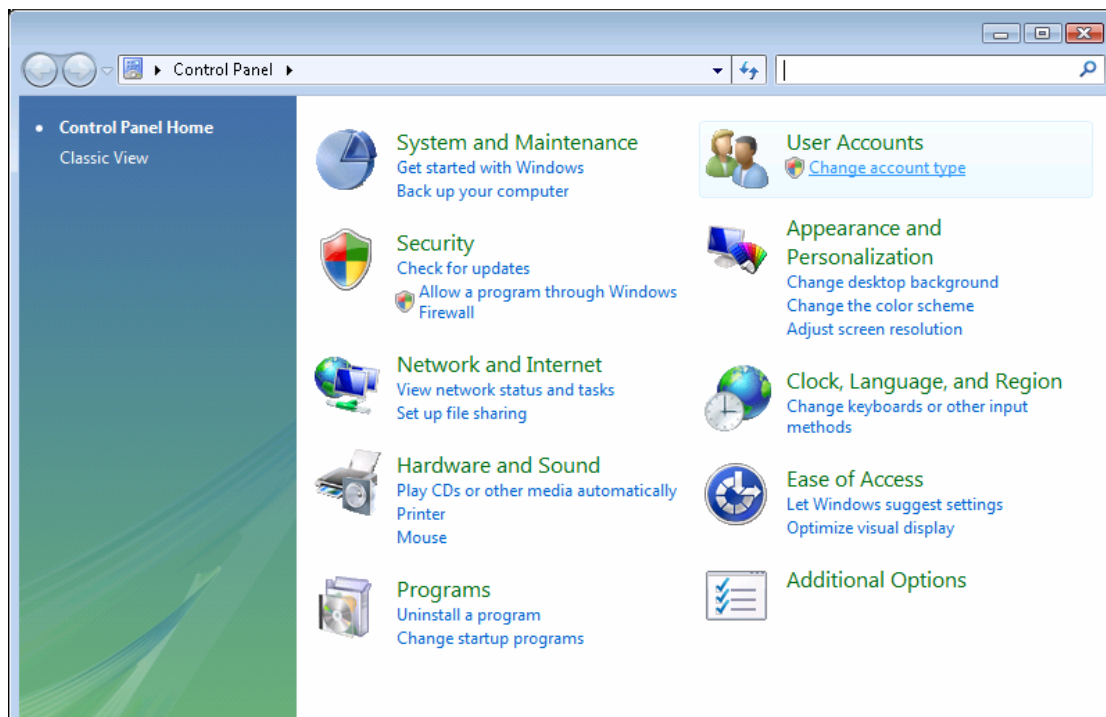 Control Panel
Control Panel Home
Classic View
System and Maintenance
Get started with Windows
Back up your computer
Security
Check for updates
Allow a program through Windows
Firewall
Network and Internet
View network status and tasks
Set up file sharing
Hardware and Sound
Play CDs or other media automatically
Printer
Mouse
Programs
Uninstall a program
Change startup programs
User Accounts
Change account type
Appearance and
Personalization
Change desktop background
Change the color scheme
Adjust screen resolution
Clock, Language, and Region
Change keyboards or other input
methods
Ease of Access
Let Windows suggest settings
Optimize visual display
Additional Options